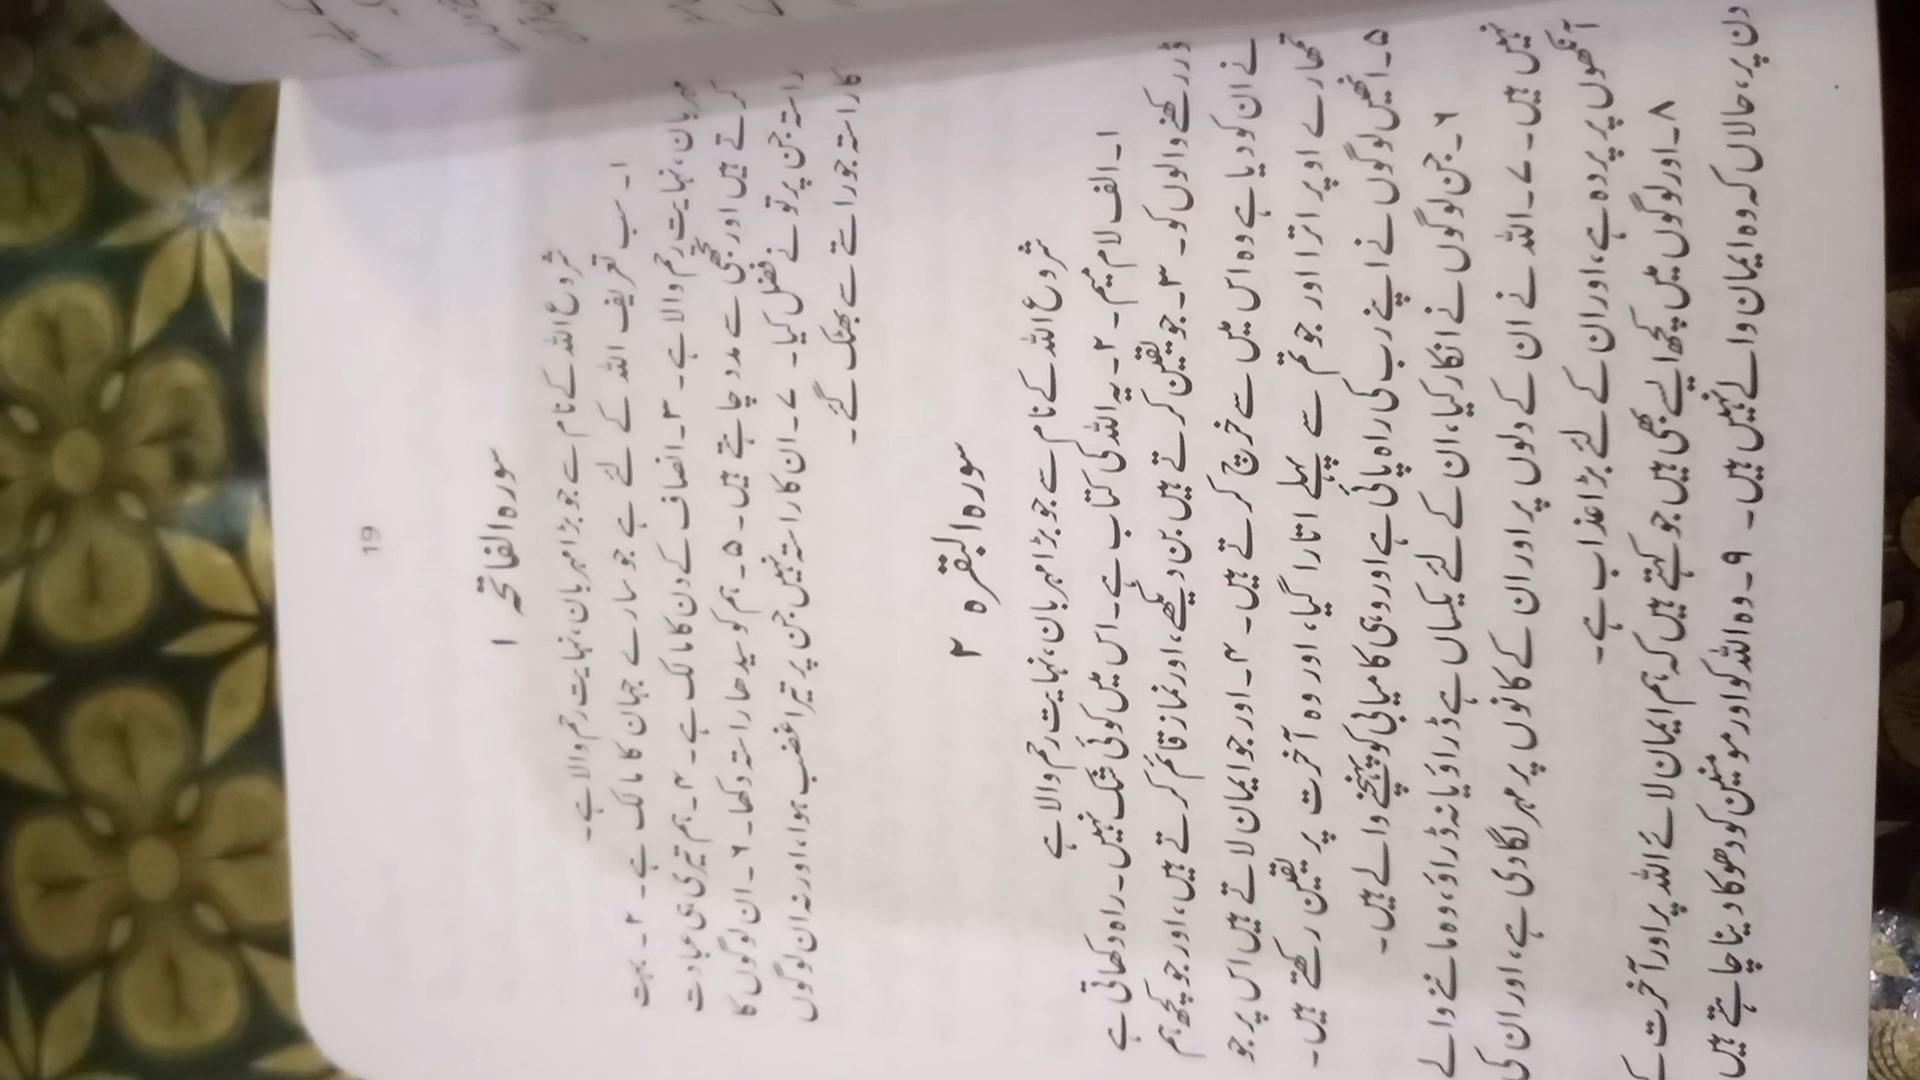 19
سورہ الفاتحہ ۱
شروع اللہ کے نام سے جو بڑا مہربان، نہایت رحم والا ہے۔
۱۔ سب تعریف اللہ کے لئے ہے جو سارے جہان کا مالک ہے۔ ۲۔ بہت
مہربان، نہایت رحم والا ہے۔ ۳۔ انصاف کے دن کا مالک ہے۔ ۴۔ ہم تیری ہی عبادت
کرتے ہیں اور تجھی سے مدد چاہتے ہیں۔ ۵۔ ہم کو سیدھا راستہ دکھا۔ ۶۔ ان لوگوں کا
راستہ جن پر تو نے فضل کیا۔ ۷۔ ان کا راستہ نہیں جن پر تیرا غضب ہوا، اور نہ ان لوگوں
کا راستہ جو راستے سے بھٹک گئے۔
سورہ البقرہ ۲
شروع اللہ کے نام سے جو بڑا مہربان، نہایت رحم والا ہے
۱۔ الف لام میم۔ ۲۔ یہ اللہ کی کتاب ہے۔ اس میں کوئی شک نہیں۔ راہ دکھاتی ہے
ڈر رکھنے والوں کو۔ ۳۔ جو یقین کرتے ہیں بن دیکھے، اور نماز قائم کرتے ہیں، اور جو کچھ ہم
نے ان کو دیا ہے وہ اس میں سے خرچ کرتے ہیں۔ ۴۔ اور جو ایمان لاتے ہیں اس پر جو
تمھارے اوپر اترا اور جو تم سے پہلے اتارا گیا، اور وہ آخرت پر یقین رکھتے ہیں۔
۵۔ انھیں لوگوں نے اپنے رب کی راہ پائی ہے اور وہی کامیابی کو پہنچنے والے ہیں۔
۶۔ جن لوگوں نے انکار کیا، ان کے لئے یکساں ہے ڈراؤ یا نہ ڈراؤ، وہ ماننے والے
نہیں ہیں۔ ۷۔ اللہ نے ان کے دلوں پر اور ان کے کانوں پر مہر لگا دی ہے، اور ان کی
آنکھوں پر پردہ ہے، اور ان کے لئے بڑا عذاب ہے۔
۸۔ اور لوگوں میں کچھ ایسے بھی ہیں جو کہتے ہیں کہ ہم ایمان لائے اللہ پر اور آخرت کے
دن پر، حالاں کہ وہ ایمان والے نہیں ہیں۔ ۹۔ وہ اللہ کو اور مومنین کو دھوکا دینا چاہتے ہیں